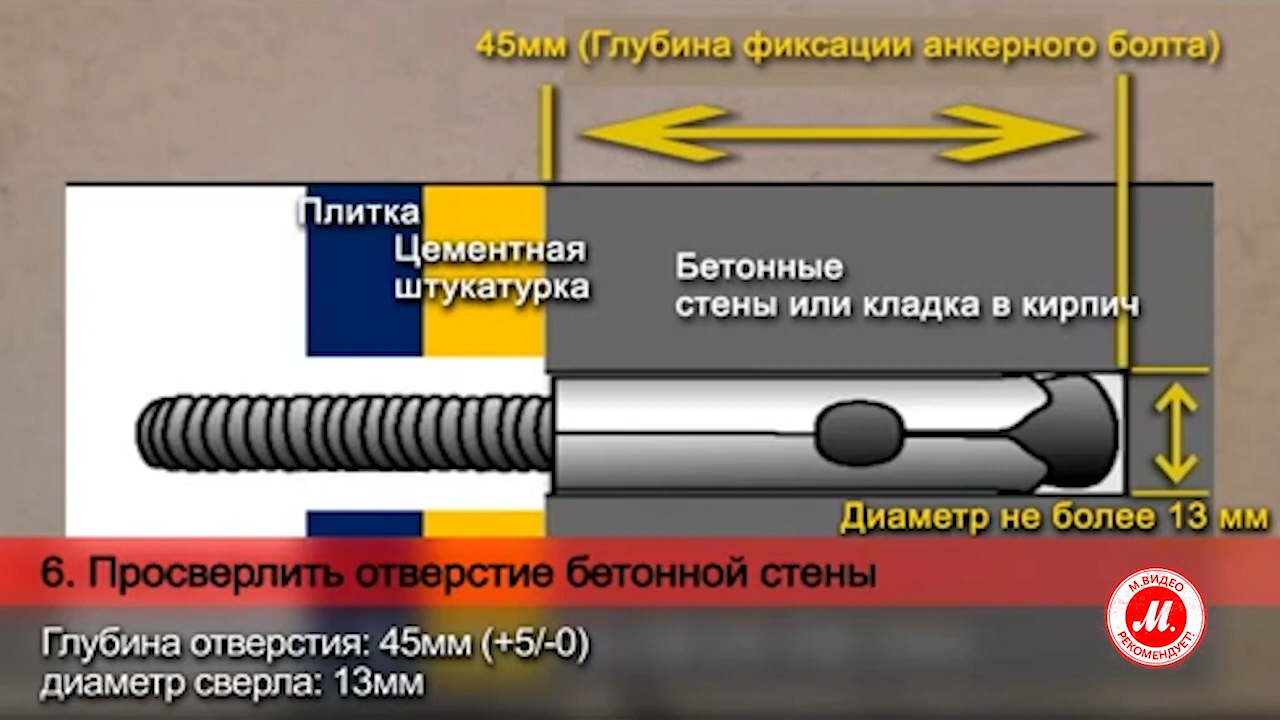 45мм (Глубина фиксации анкерного болта)
Плитка
Цементная
штукатурка
Бетонные
стены или кладка в кирпич
Диаметр не более 13 мм
6. Просверлить отверстие бетонной стены
Глубина отверстия: 45мм (+5/-0)
диаметр сверла: 13мм
М.ВИДЕО
М.
РЕКОМЕНДУЕТ!